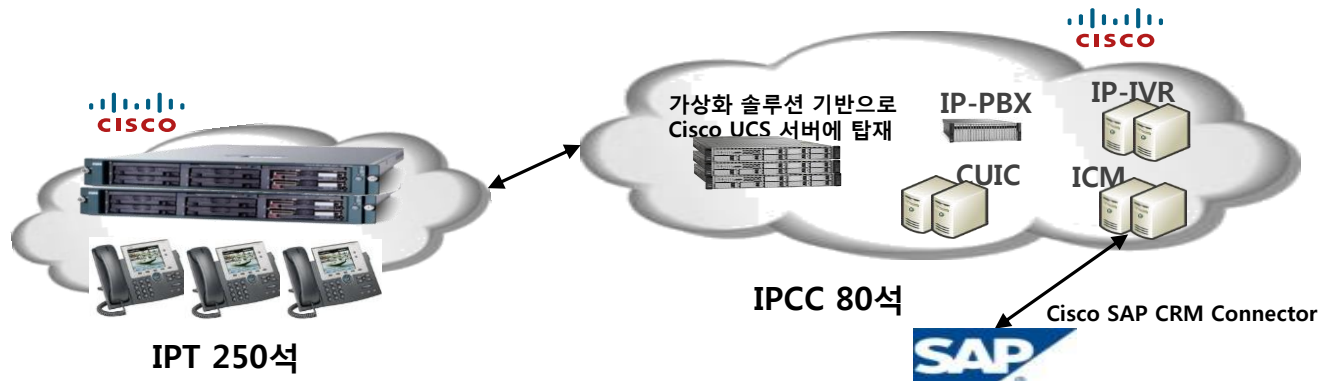 CISCO
CISCO
가상화 솔루션 기반으로
Cisco UCS 서버에 탑재
IP-PBX
IP-IVR
CUIC
ICM
IPCC 80석
Cisco SAP CRM Connector
IPT 250석
SAP